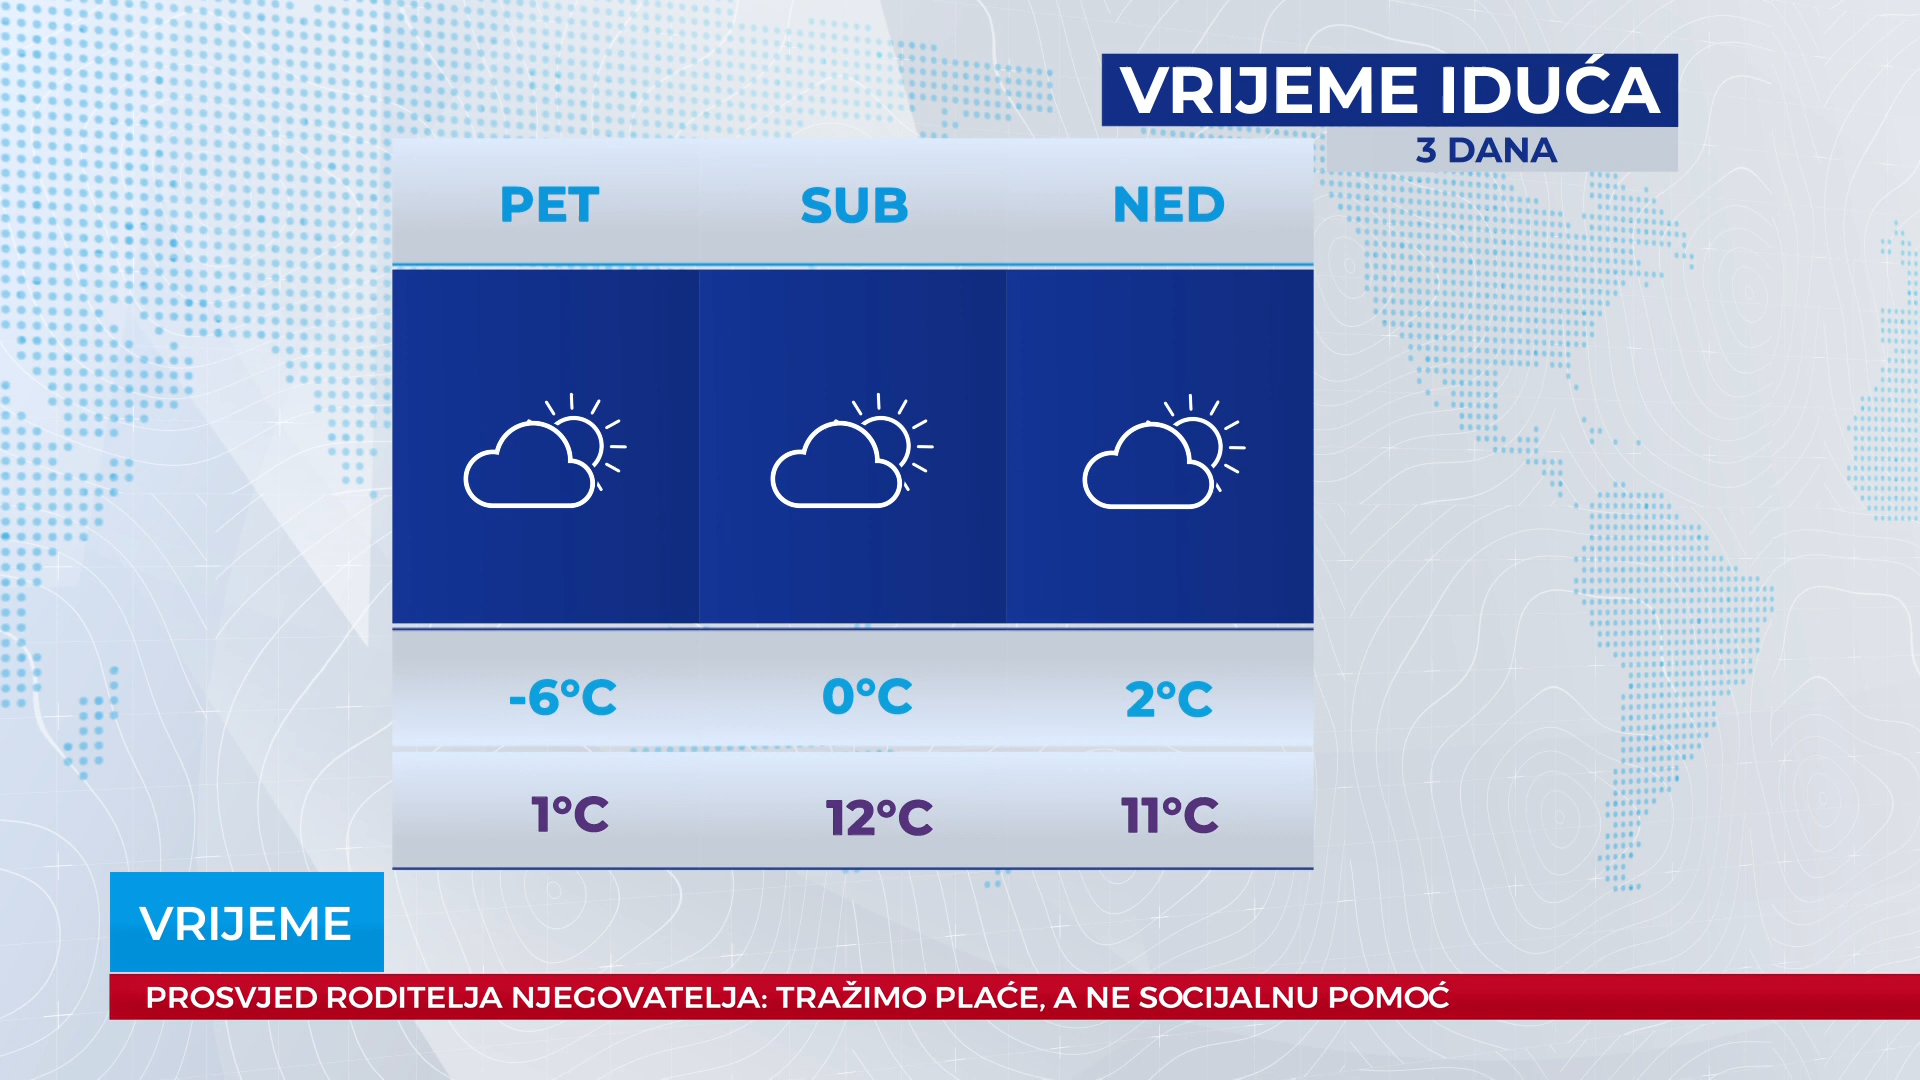 VRIJEME IDUĆA
3 DANA
PET SUB NED
-6°C 0°C 2°C
1°C 12°C 11°C
VRIJEME
PROSVJED RODITELJA NJEGOVATELJA: TRAŽIMO PLAĆE, A NE SOCIJALNU POMOĆ